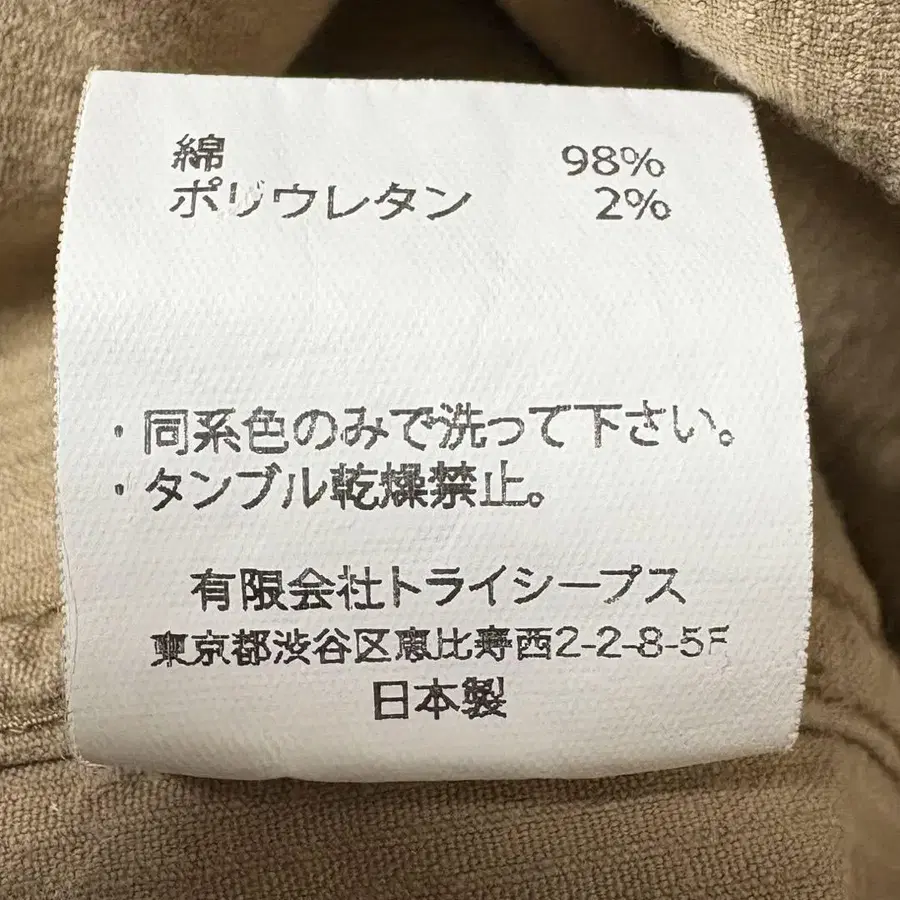 綿 98%
ポリウレタン 2%
・同系色のみで洗って下さい。
・タンブル乾燥禁止。
有限会社トライシープス
東京都渋谷区恵比寿西2-2-8-5F
日本製